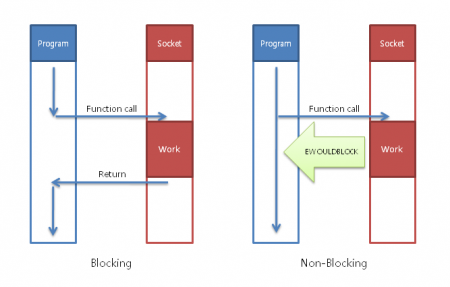 Program
Socket
Function call
Work
Return
Blocking
Program
Socket
Function call
EWOULDBLOCK
Work
Non-Blocking